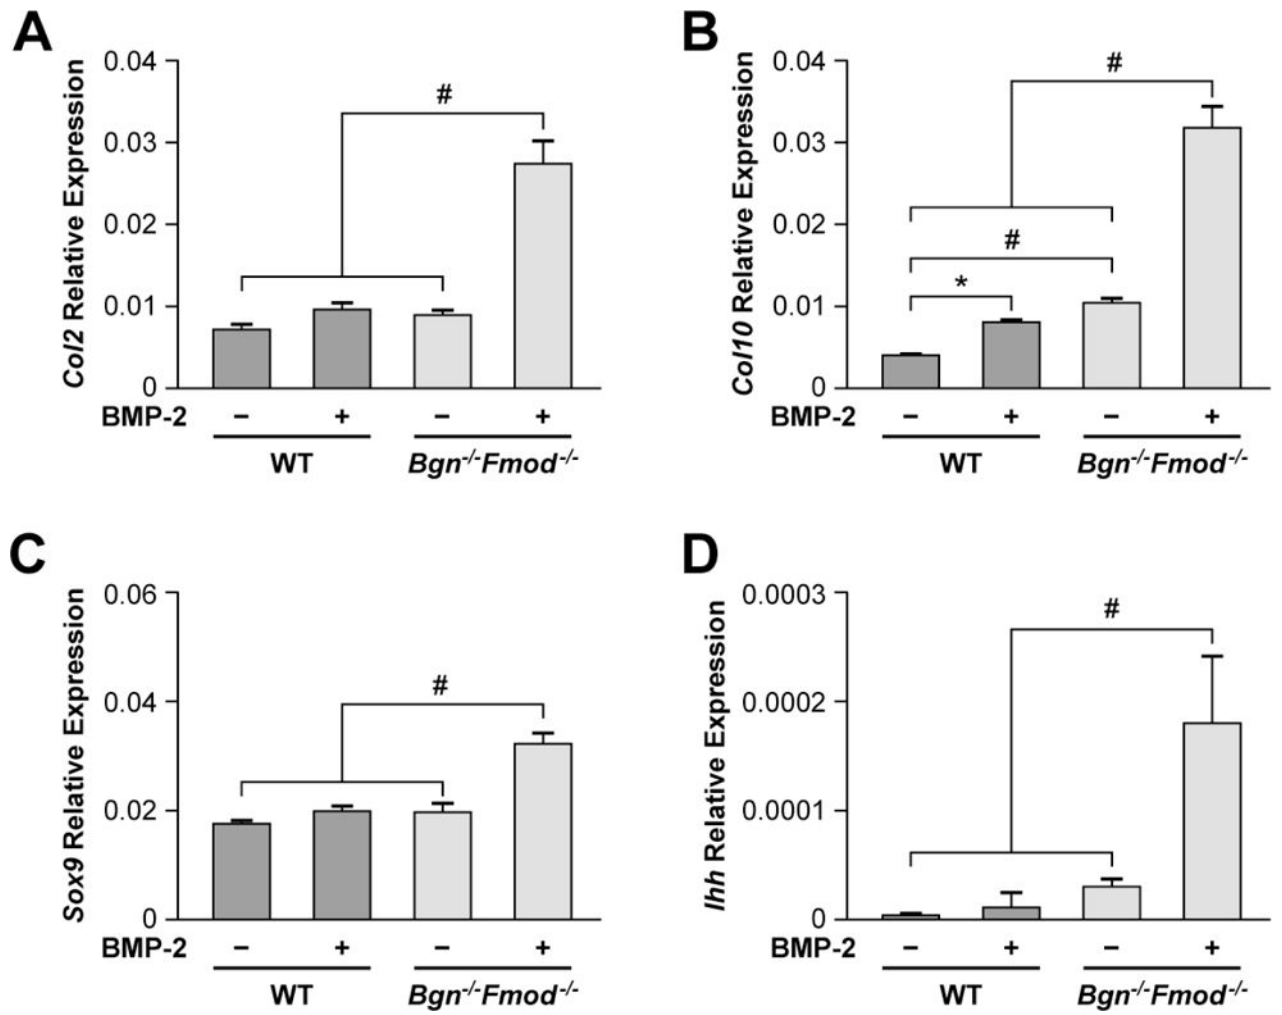 A
Col2 Relative Expression
0.04
0.03
0.02
0.01
0
#
BMP-2 – + – +
WT Bgn-/-Fmod-/-
B
Col10 Relative Expression
0.04
0.03
0.02
0.01
0
#
#
*
BMP-2 – + – +
WT Bgn-/-Fmod-/-
C
Sox9 Relative Expression
0.06
0.04
0.02
0
#
BMP-2 – + – +
WT Bgn-/-Fmod-/-
D
Ihh Relative Expression
0.0003
0.0002
0.0001
0
#
BMP-2 – + – +
WT Bgn-/-Fmod-/-